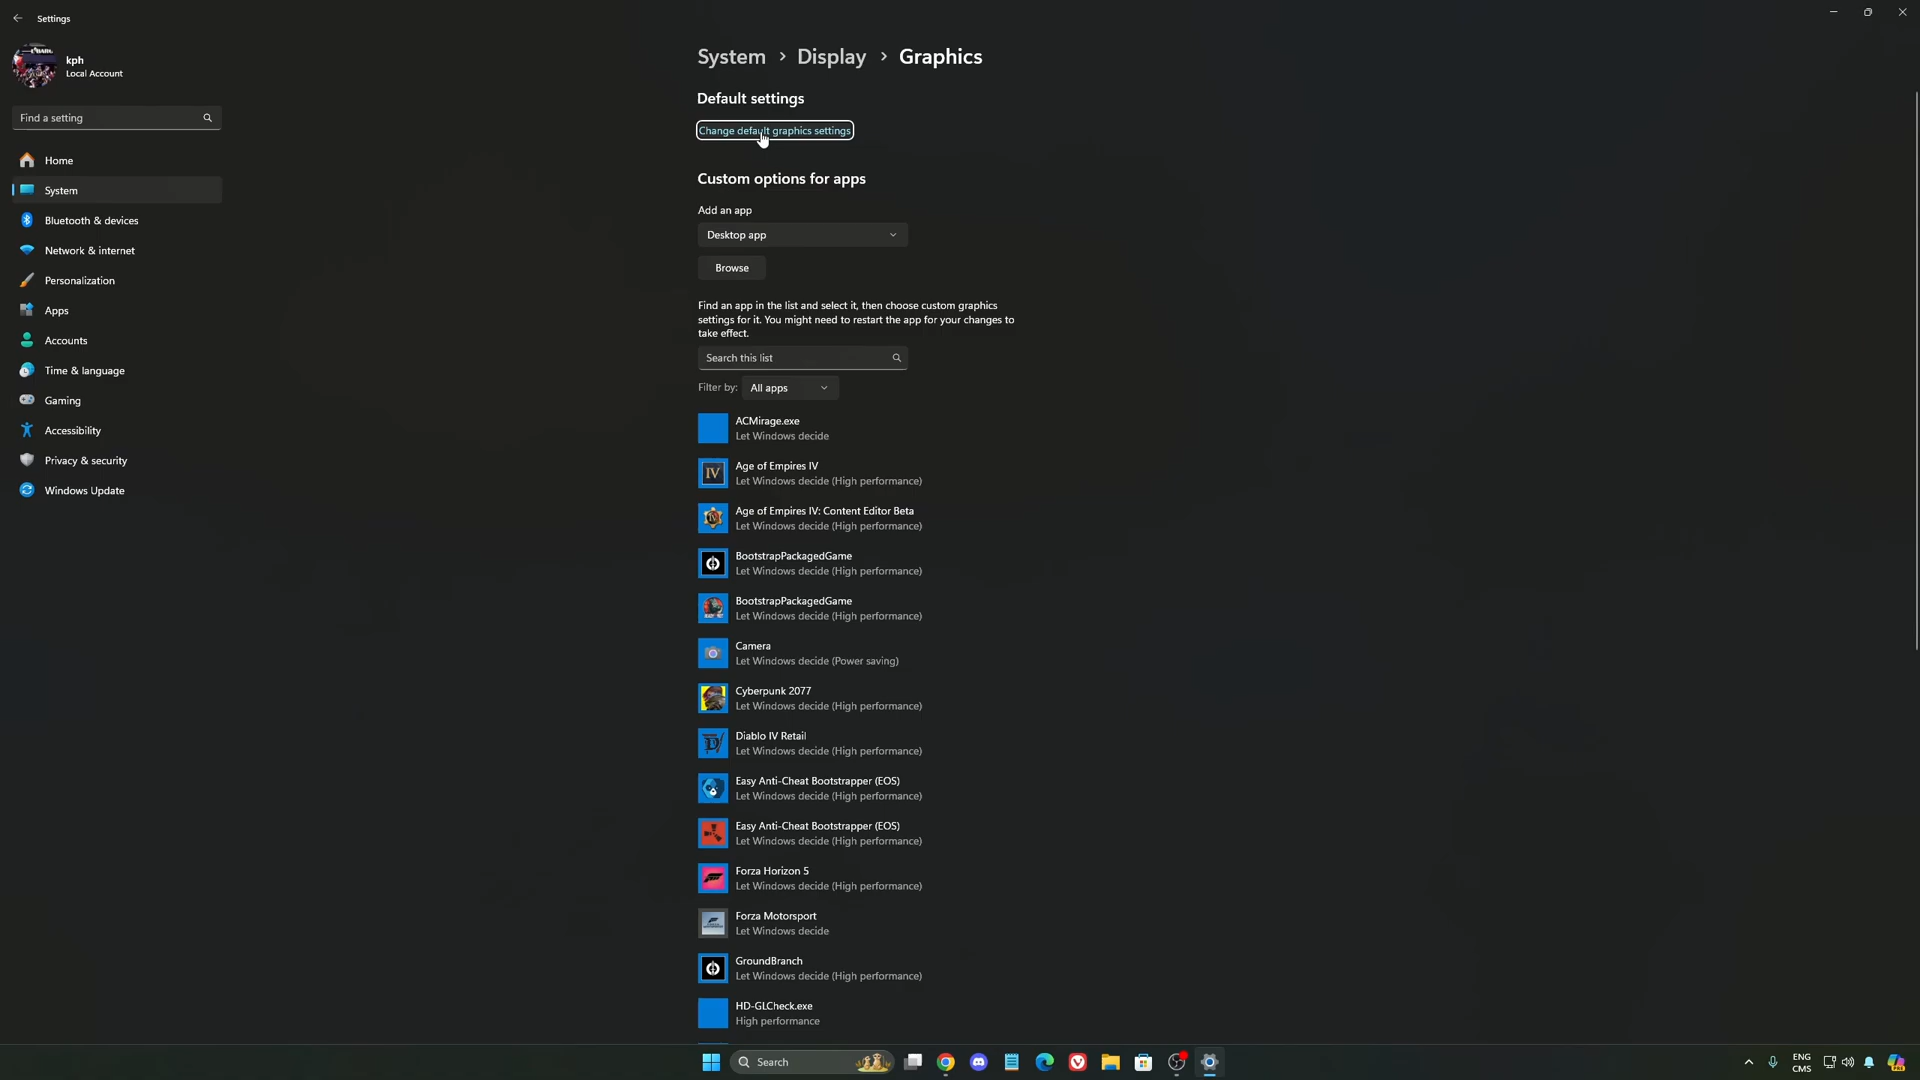 Settings
kph
Local Account
Find a setting
Home
System
Bluetooth & devices
Network & internet
Personalization
Apps
Accounts
Time & language
Gaming
Accessibility
Privacy & security
Windows Update
System > Display > Graphics
Default settings
Change default graphics settings
Custom options for apps
Add an app
Desktop app
Browse
Find an app in the list and select it, then choose custom graphics
settings for it. You might need to restart the app for your changes to
take effect.
Search this list
Filter by: All apps
ACMirage.exe
Let Windows decide
IV
Age of Empires IV
Let Windows decide (High performance)
Age of Empires IV: Content Editor Beta
Let Windows decide (High performance)
BootstrapPackagedGame
Let Windows decide (High performance)
BootstrapPackagedGame
Let Windows decide (High performance)
Camera
Let Windows decide (Power saving)
Cyberpunk 2077
Let Windows decide (High performance)
Diablo IV Retail
Let Windows decide (High performance)
Easy Anti-Cheat Bootstrapper (EOS)
Let Windows decide (High performance)
Easy Anti-Cheat Bootstrapper (EOS)
Let Windows decide (High performance)
Forza Horizon 5
Let Windows decide (High performance)
Forza Motorsport
Let Windows decide
GroundBranch
Let Windows decide (High performance)
HD-GLCheck.exe
High performance
Search
ENG
CMS